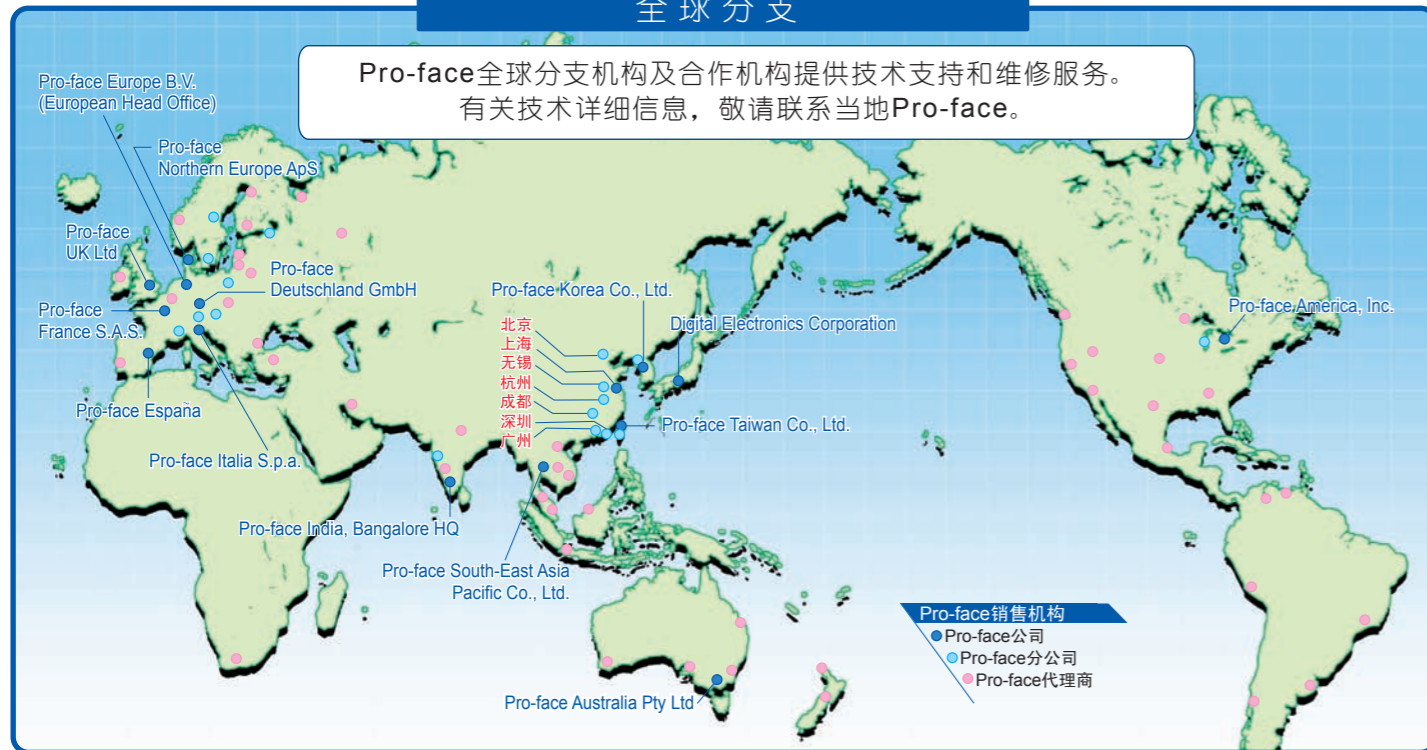 全球分支
Pro-face全球分支机构及合作机构提供技术支持和维修服务。
有关技术详细信息，敬请联系当地Pro-face。
Pro-face Europe B.V.
(European Head Office)
Pro-face
Northern Europe ApS
Pro-face
UK Ltd
Pro-face
Deutschland GmbH
Pro-face
France S.A.S.
Pro-face España
Pro-face Italia S.p.a.
Pro-face Korea Co., Ltd.
Digital Electronics Corporation
北京
上海
无锡
杭州
成都
深圳
广州
Pro-face Taiwan Co., Ltd.
Pro-face India, Bangalore HQ
Pro-face South-East Asia
Pacific Co., Ltd.
Pro-face Australia Pty Ltd
Pro-face America, Inc.
Pro-face销售机构
Pro-face公司
Pro-face分公司
Pro-face代理商